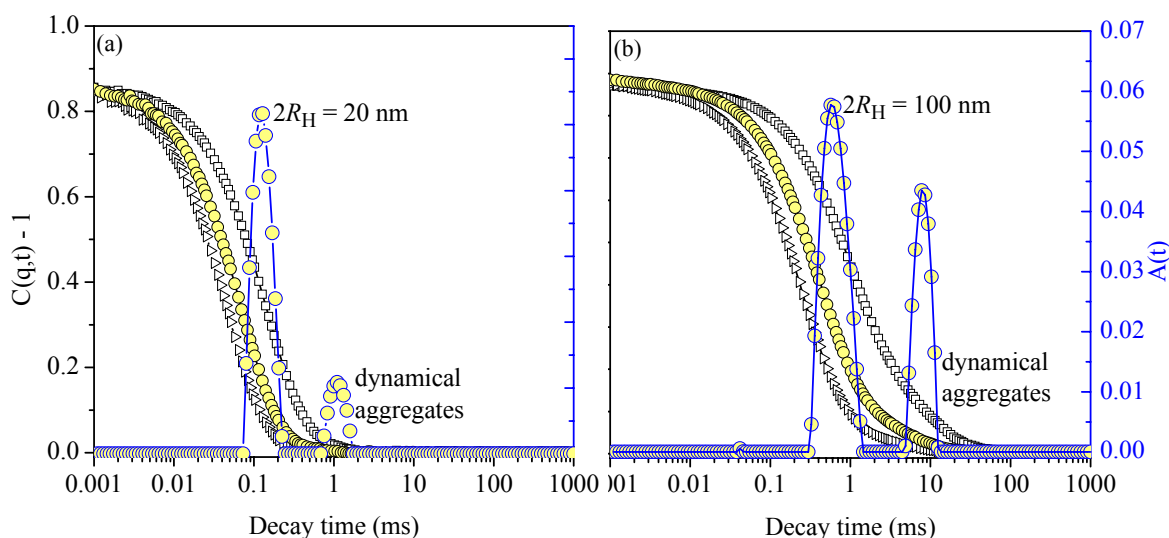 (a)
(b)
2R_H = 20 nm
2R_H = 100 nm
dynamical
aggregates
dynamical
aggregates
C(q,t) - 1
1.0
0.8
0.6
0.4
0.2
0.0
A(t)
0.07
0.06
0.05
0.04
0.03
0.02
0.01
0.00
0.001 0.01 0.1 1 10 100 1000
.001 0.01 0.1 1 10 100 1000
Decay time (ms)
Decay time (ms)